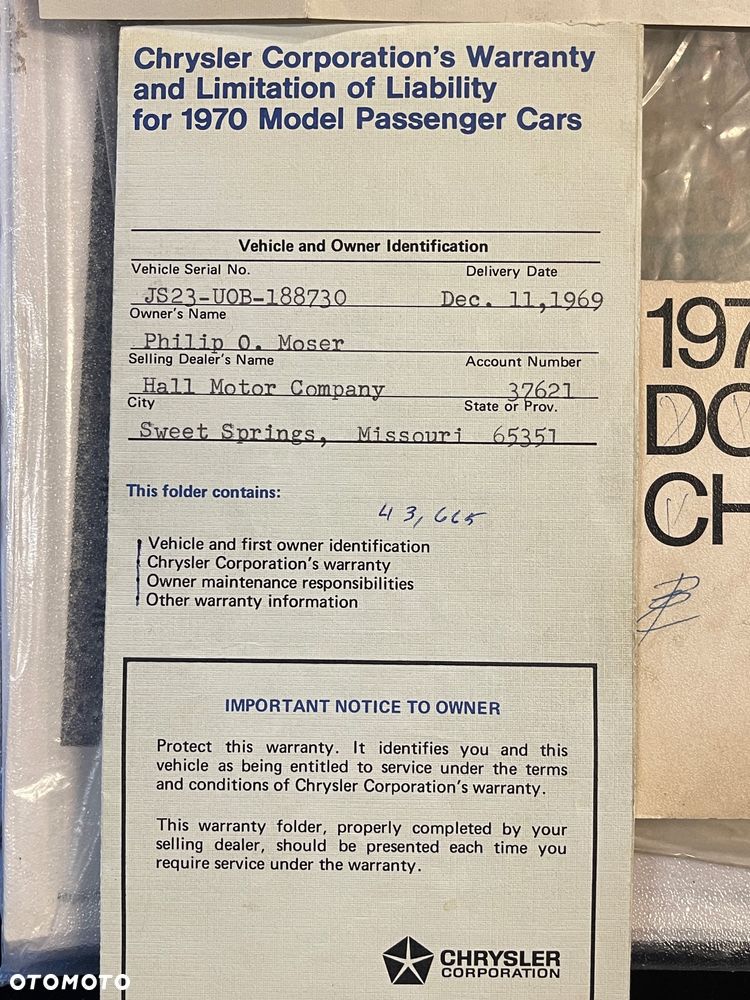 Chrysler Corporation's Warranty
and Limitation of Liability
for 1970 Model Passenger Cars
Vehicle and Owner Identification
Vehicle Serial No. Delivery Date
JS23-UOB-188730 Dec. 11,1969
Owner's Name
Philip O. Moser
Selling Dealer's Name Account Number
Hall Motor Company 37621
City State or Prov.
Sweet Springs, Missouri 65351
This folder contains:
43,665
Vehicle and first owner identification
Chrysler Corporation's warranty
Owner maintenance responsibilities
Other warranty information
IMPORTANT NOTICE TO OWNER
Protect this warranty. It identifies you and this
vehicle as being entitled to service under the terms
and conditions of Chrysler Corporation's warranty.
This warranty folder, properly completed by your
selling dealer, should be presented each time you
require service under the warranty.
CHRYSLER
CORPORATION
197
DO
CH
OTOMOTO